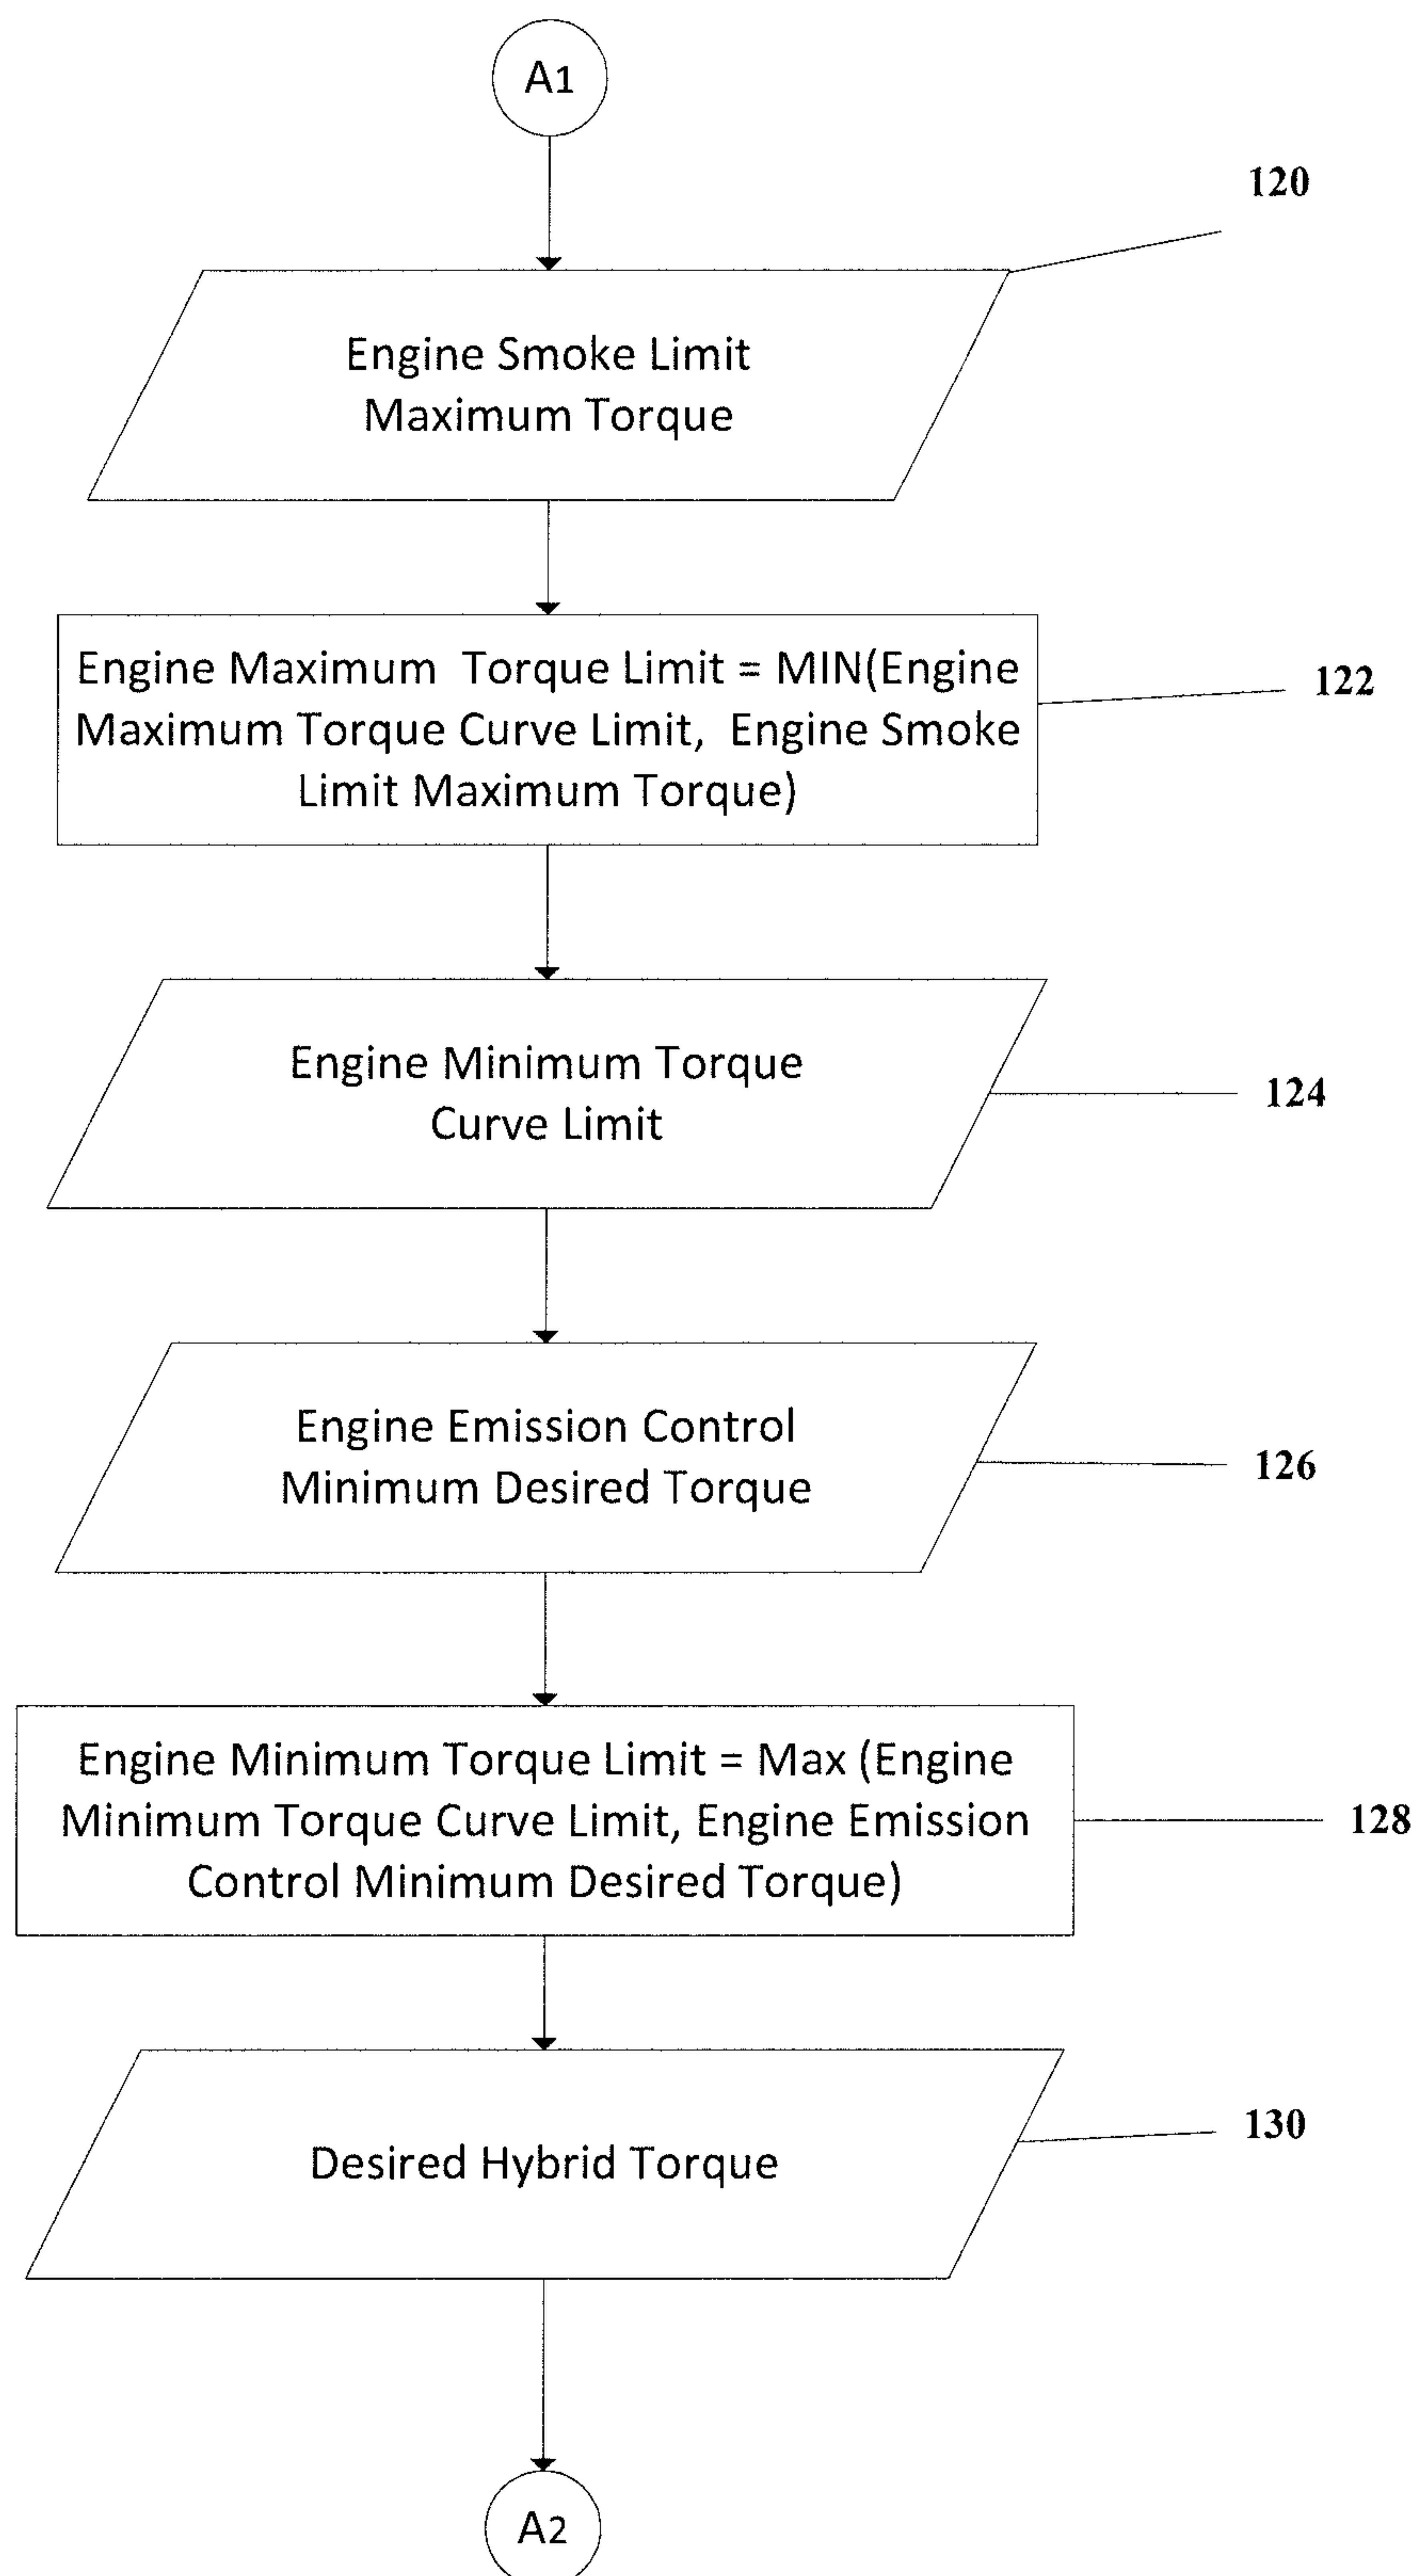 A1
120
Engine Smoke Limit
Maximum Torque
Engine Maximum Torque Limit = MIN(Engine
122
Maximum Torque Curve Limit, Engine Smoke
Limit Maximum Torque)
Engine Minimum Torque
124
Curve Limit
Engine Emission Control
126
Minimum Desired Torque
Engine Minimum Torque Limit = Max (Engine
Minimum Torque Curve Limit, Engine Emission
128
Control Minimum Desired Torque)
130
Desired Hybrid Torque
A2